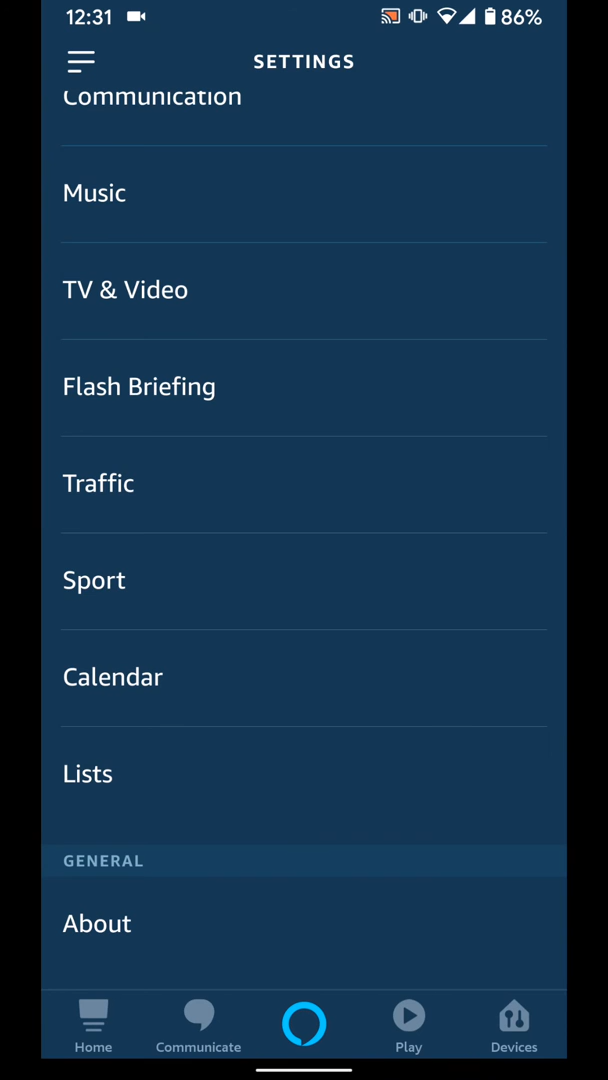 12:31
86%
SETTINGS
Communication
Music
TV & Video
Flash Briefing
Traffic
Sport
Calendar
Lists
GENERAL
About
Home
Communicate
Play
Devices